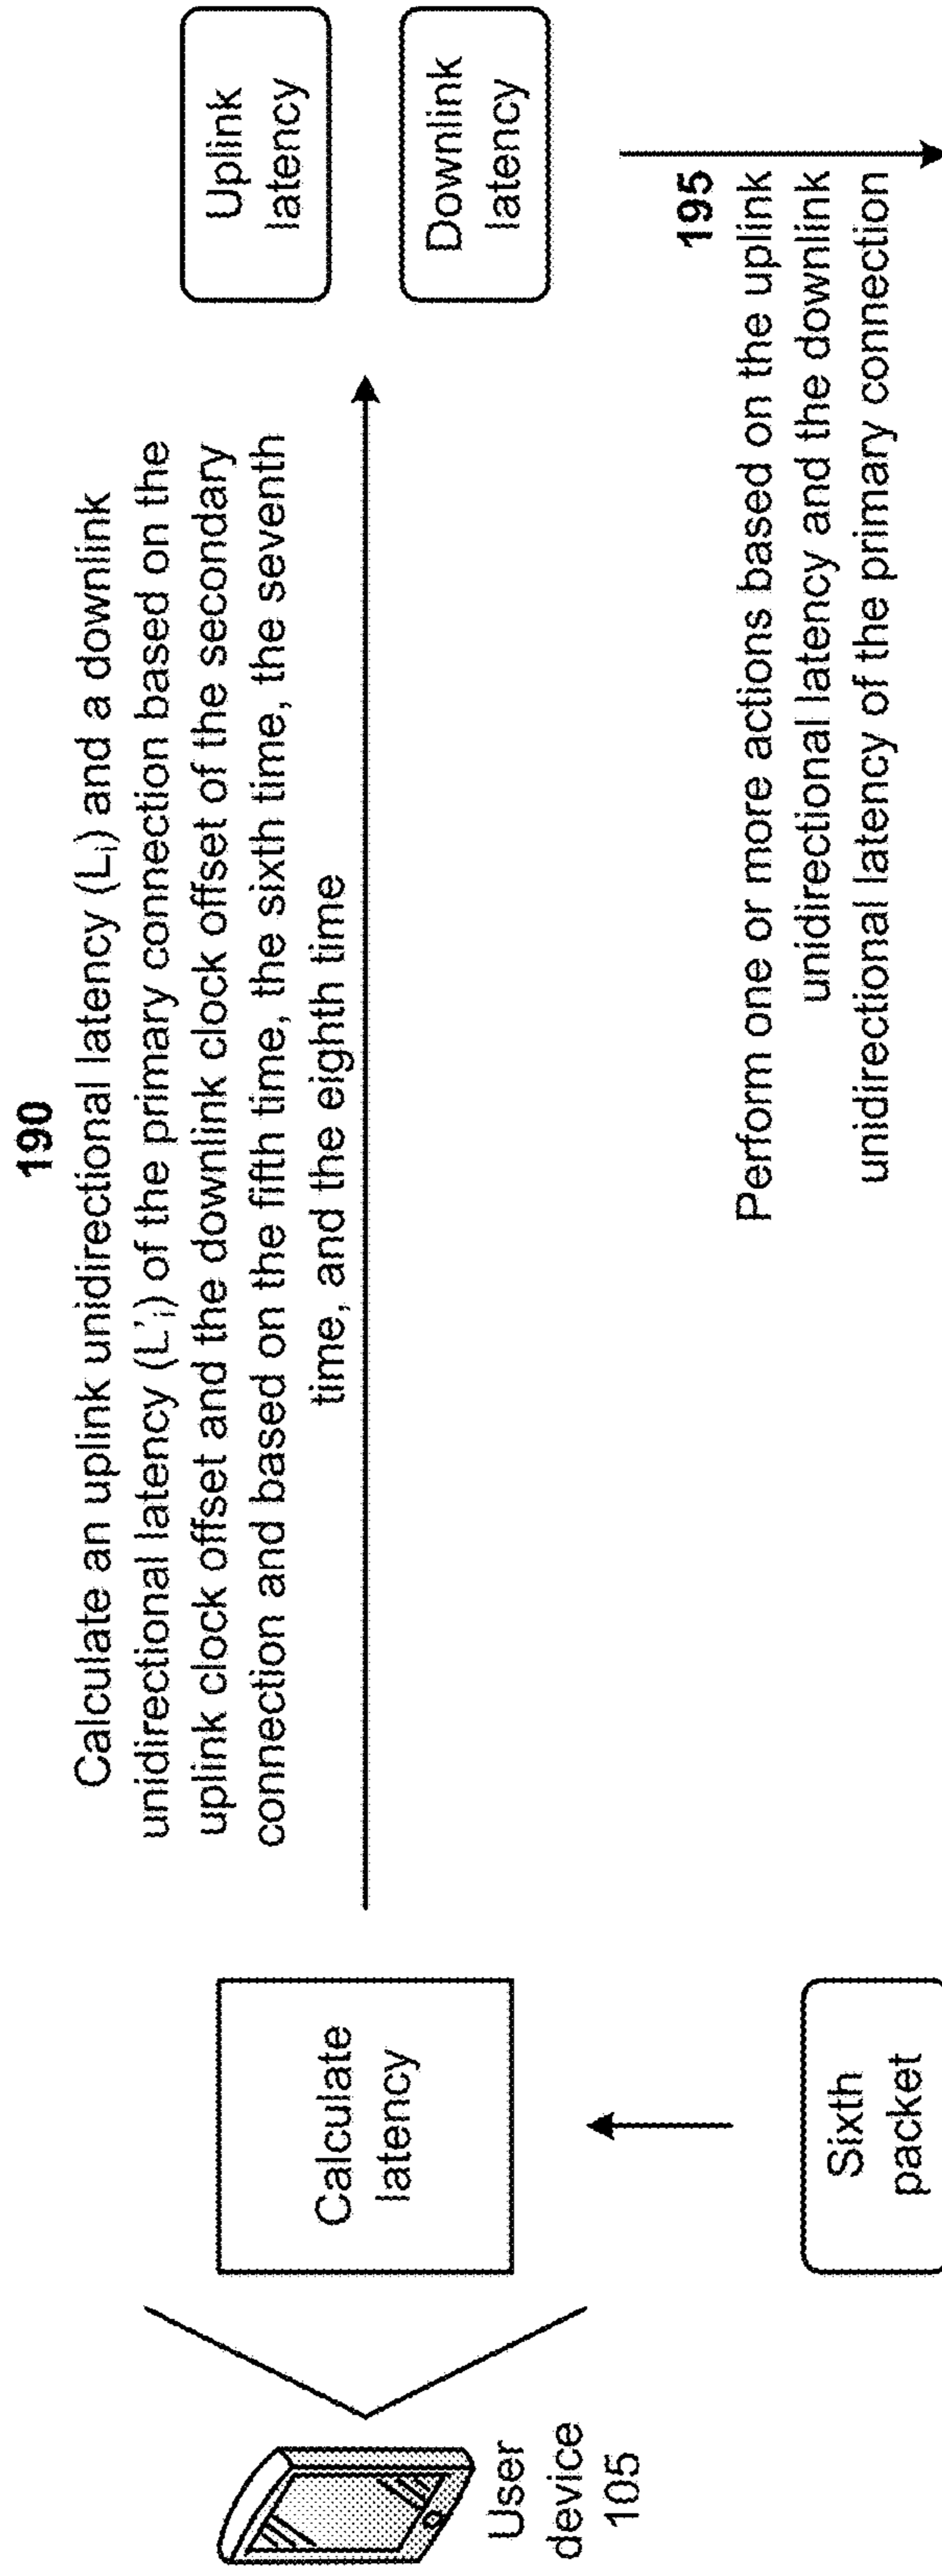 190
Calculate an uplink unidirectional latency (Li) and a downlink
unidirectional latency (L'i) of the primary connection based on the
uplink clock offset and the downlink clock offset of the secondary
connection and based on the fifth time, the sixth time, the seventh
time, and the eighth time
Uplink
latency
Downlink
latency
Calculate
latency
User
device
105
Sixth
packet
195
Perform one or more actions based on the uplink
unidirectional latency and the downlink
unidirectional latency of the primary connection